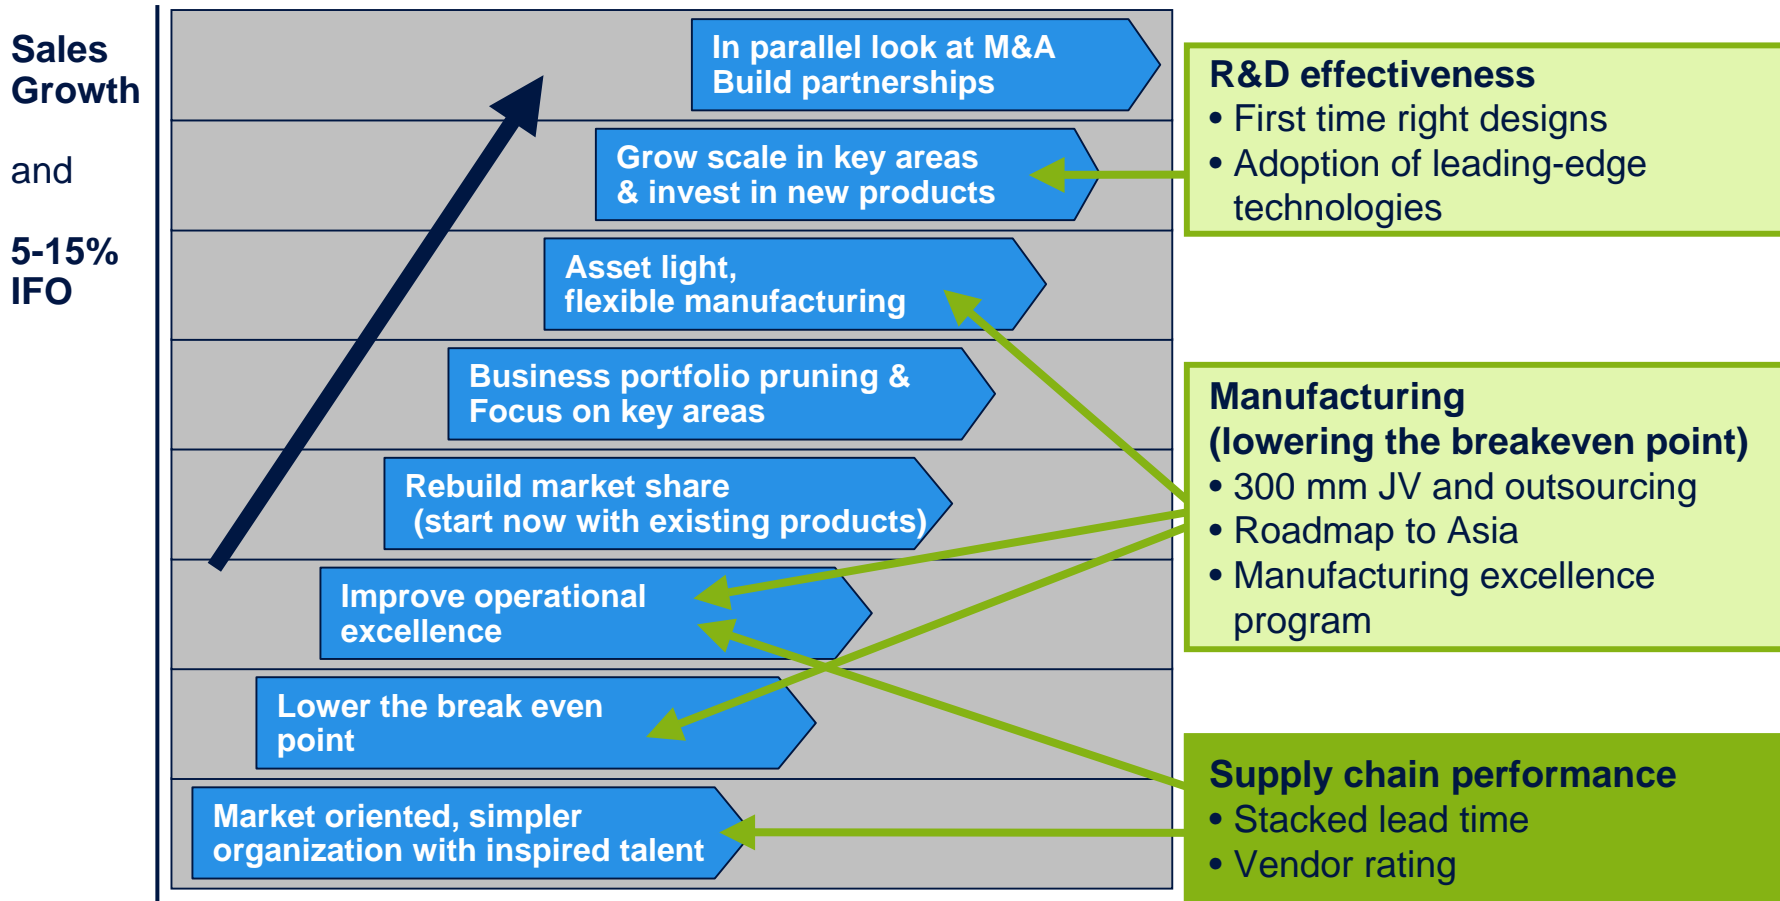 Sales
Growth
and
5-15%
IFO
In parallel look at M&A
Build partnerships
Grow scale in key areas
& invest in new products
Asset light,
flexible manufacturing
Business portfolio pruning &
Focus on key areas
Rebuild market share
(start now with existing products)
Improve operational
excellence
Lower the break even
point
Market oriented, simpler
organization with inspired talent
R&D effectiveness
• First time right designs
• Adoption of leading-edge
technologies
Manufacturing
(lowering the breakeven point)
• 300 mm JV and outsourcing
• Roadmap to Asia
• Manufacturing excellence
program
Supply chain performance
• Stacked lead time
• Vendor rating